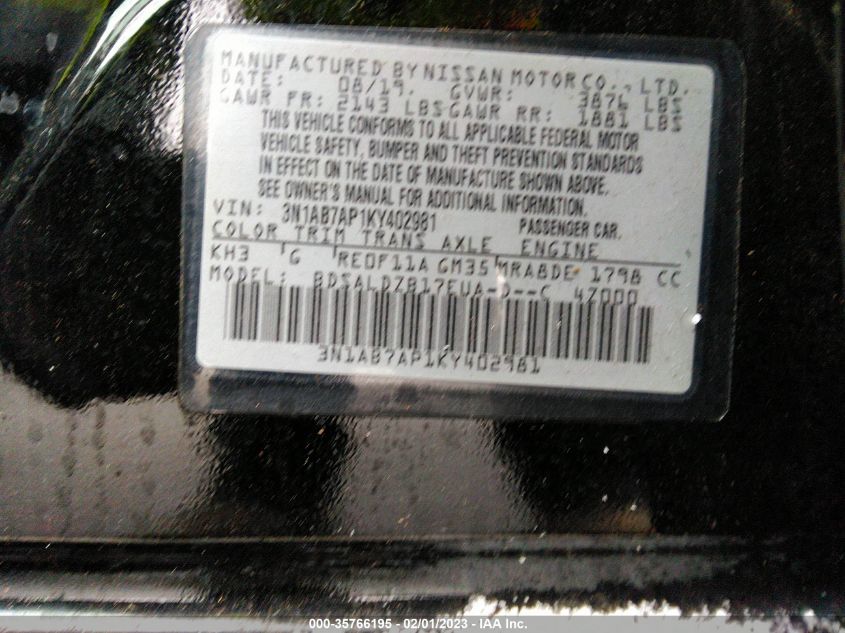 MANUFACTURED BY NISSAN MOTOR CO., LTD.
DATE: 08/19. GVWR: 3876 LBS
GAWR FR: 2143 LBS GAWR RR: 1881 LBS
THIS VEHICLE CONFORMS TO ALL APPLICABLE FEDERAL MOTOR
VEHICLE SAFETY, BUMPER AND THEFT PREVENTION STANDARDS
IN EFFECT ON THE DATE OF MANUFACTURE SHOWN ABOVE.
SEE OWNER'S MANUAL FOR ADDITIONAL INFORMATION.
VIN: 3N1AB7AP1KY402981 PASSENGER CAR.
COLOR TRIM TRANS AXLE ENGINE
KH3 G RE0F11A GM35 MRA8DE 1798 CC
MODEL: BDSALDZB17EUA-D--C 4Z000
3N1AB7AP1KY402981
000-35766195 - 02/01/2023 - IAA Inc.